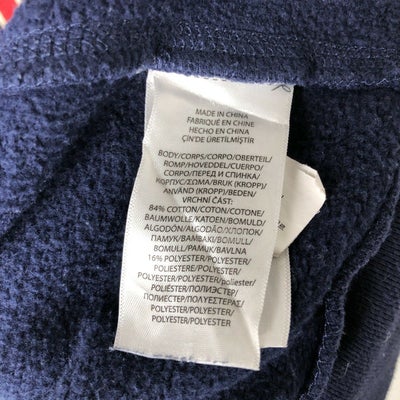 MADE IN CHINA
FABRIQUÉ EN CHINE
HECHO EN CHINA
ÇİN'DE ÜRETİLMİŞTİR
BODY/CORPS/CORPO/OBERTEIL/
ROMP/HOVEDDEL/CUERPO/
CORPO/ПЕРЕД И СПИНКА/
КОРПУС/ΣΩΜΑ/BRUK (KROPP)/
ANVÄND (KROPP)/BEDEN/
VRCHNÍ ČÁST:
84% COTTON/COTON/COTONE/
BAUMWOLLE/KATOEN/BOMULD/
ALGODÓN/ALGODÃO/ХЛОПОК/
ПАМУК/ΒΑΜΒΑΚΙ/BOMULL/
BOMULL/PAMUK/BAVLNA
16% POLYESTER/POLYESTER/
POLIESTERE/POLYESTER/
POLYESTER/POLYESTER/
POLIÉSTER/ПОЛИЭСТЕР/
ПОЛИЕСТЕР/ΠΟΛΥΕΣΤΕΡΑΣ/
POLYESTER/POLYESTER/
POLYESTER/POLYESTER